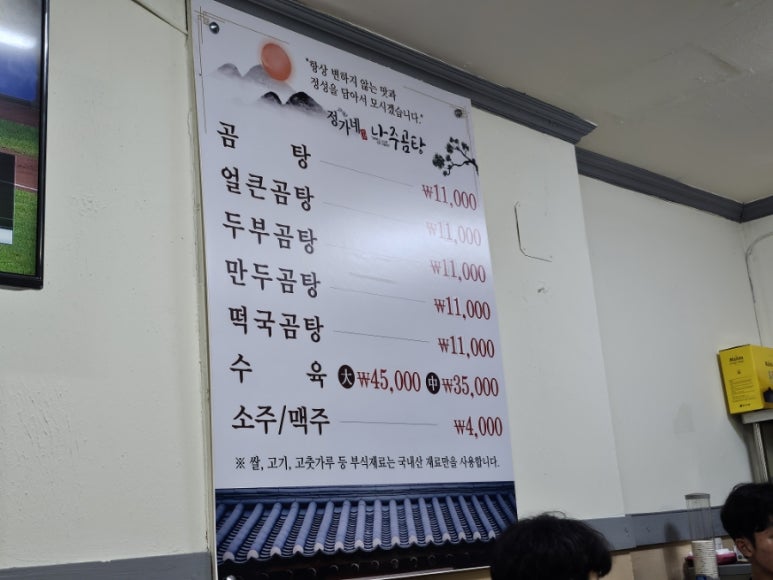 "항상 변하지 않는 맛과
정성을 담아서 모시겠습니다."
정가네 나주곰탕
곰탕 ₩11,000
얼큰곰탕 ₩11,000
두부곰탕 ₩11,000
만두곰탕 ₩11,000
떡국곰탕 ₩11,000
수육 大 ₩45,000 中 ₩35,000
소주/맥주 ₩4,000
※ 쌀, 고기, 고춧가루 등 부식재료는 국내산 재료만을 사용합니다.